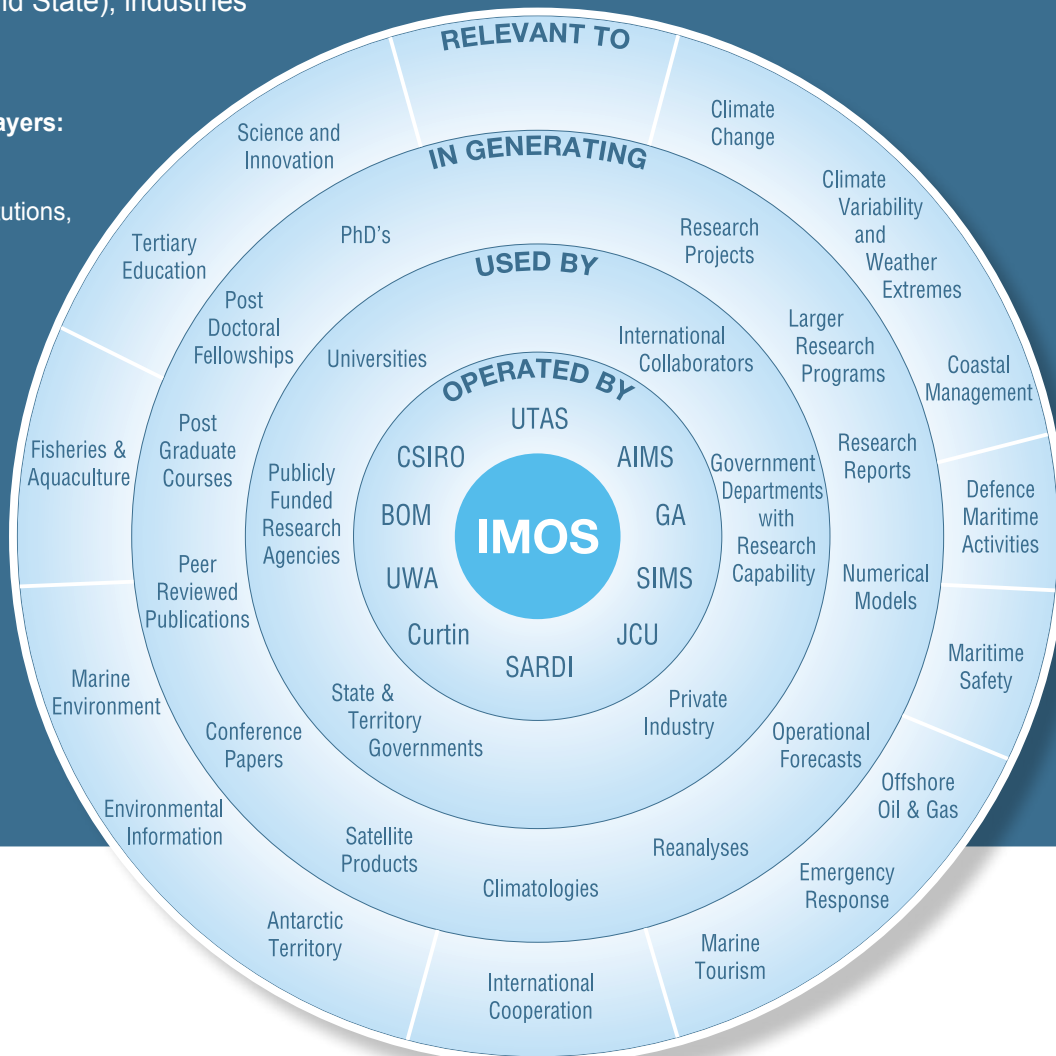 nd State), industries
ayers:
utions,
RELEVANT TO
Climate
Change
Climate
Variability
and
Weather
Extremes
Coastal
Management
Defence
Maritime
Activities
Maritime
Safety
Offshore
Oil & Gas
Emergency
Response
Marine
Tourism
International
Cooperation
Antarctic
Territory
Environmental
Information
Marine
Environment
Fisheries &
Aquaculture
Tertiary
Education
Science and
Innovation
IN GENERATING
Research
Projects
Larger
Research
Programs
Research
Reports
Numerical
Models
Operational
Forecasts
Reanalyses
Climatologies
Satellite
Products
Conference
Papers
Peer
Reviewed
Publications
Post
Graduate
Courses
Post
Doctoral
Fellowships
PhD's
USED BY
International
Collaborators
Government
Departments
with
Research
Capability
Private
Industry
State &
Territory
Governments
Publicly
Funded
Research
Agencies
Universities
OPERATED BY
UTAS
AIMS
GA
SIMS
JCU
SARDI
Curtin
UWA
BOM
CSIRO
IMOS